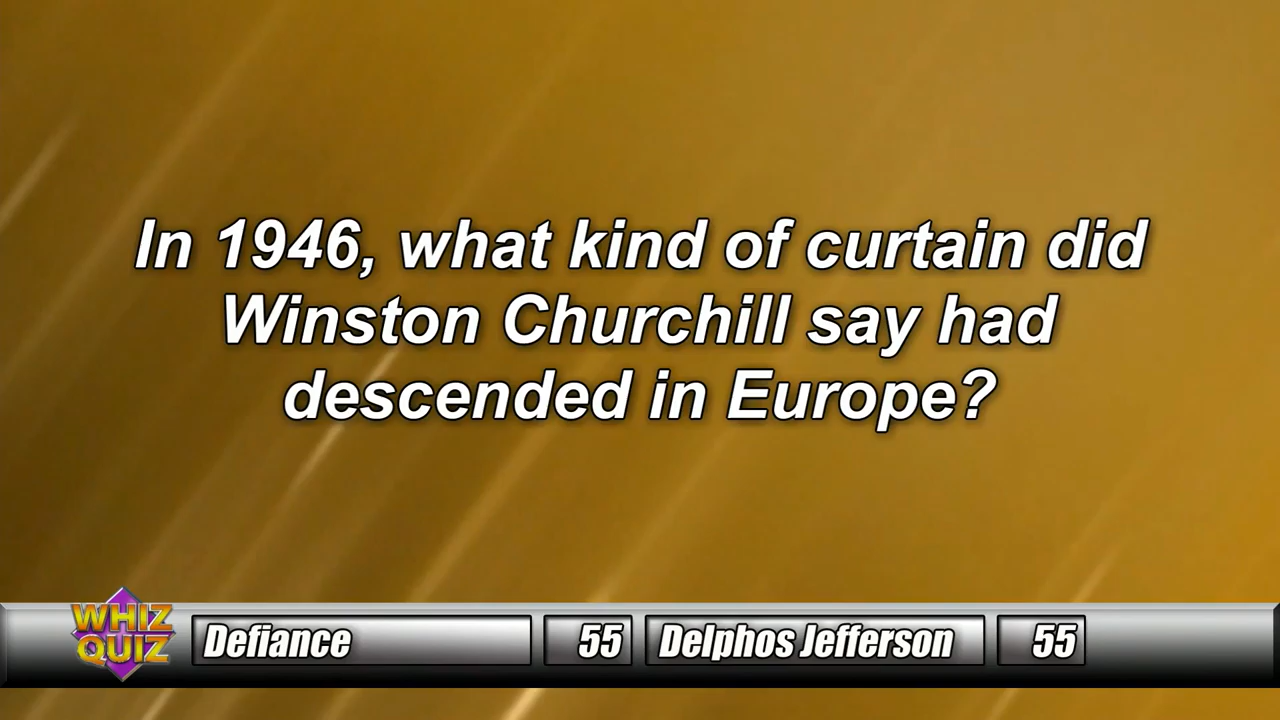 In 1946, what kind of curtain did
Winston Churchill say had
descended in Europe?
WHIZ
QUIZ
Defiance 55 Delphos Jefferson 55